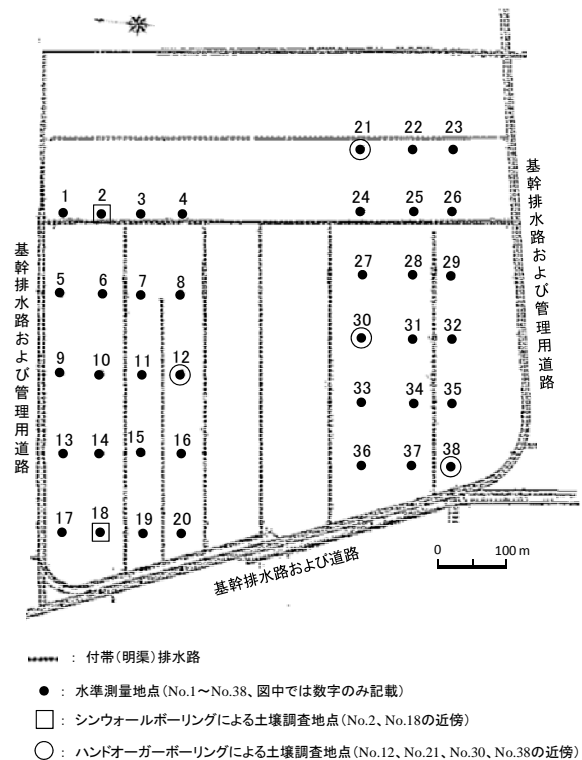 21 22 23
1 2 3 4 24 25 26
基幹排水路および管理用道路
基幹排水路および管理用道路
5 6 7 8 27 28 29
30 31 32
9 10 11 12
33 34 35
13 14 15 16 36 37 38
17 18 19 20
基幹排水路および道路
0 100 m
: 付帯(明渠)排水路
: 水準測量地点(No.1~No.38、図中では数字のみ記載)
: シンウォールボーリングによる土壌調査地点(No.2、No.18の近傍)
: ハンドオーガーボーリングによる土壌調査地点(No.12、No.21、No.30、No.38の近傍)